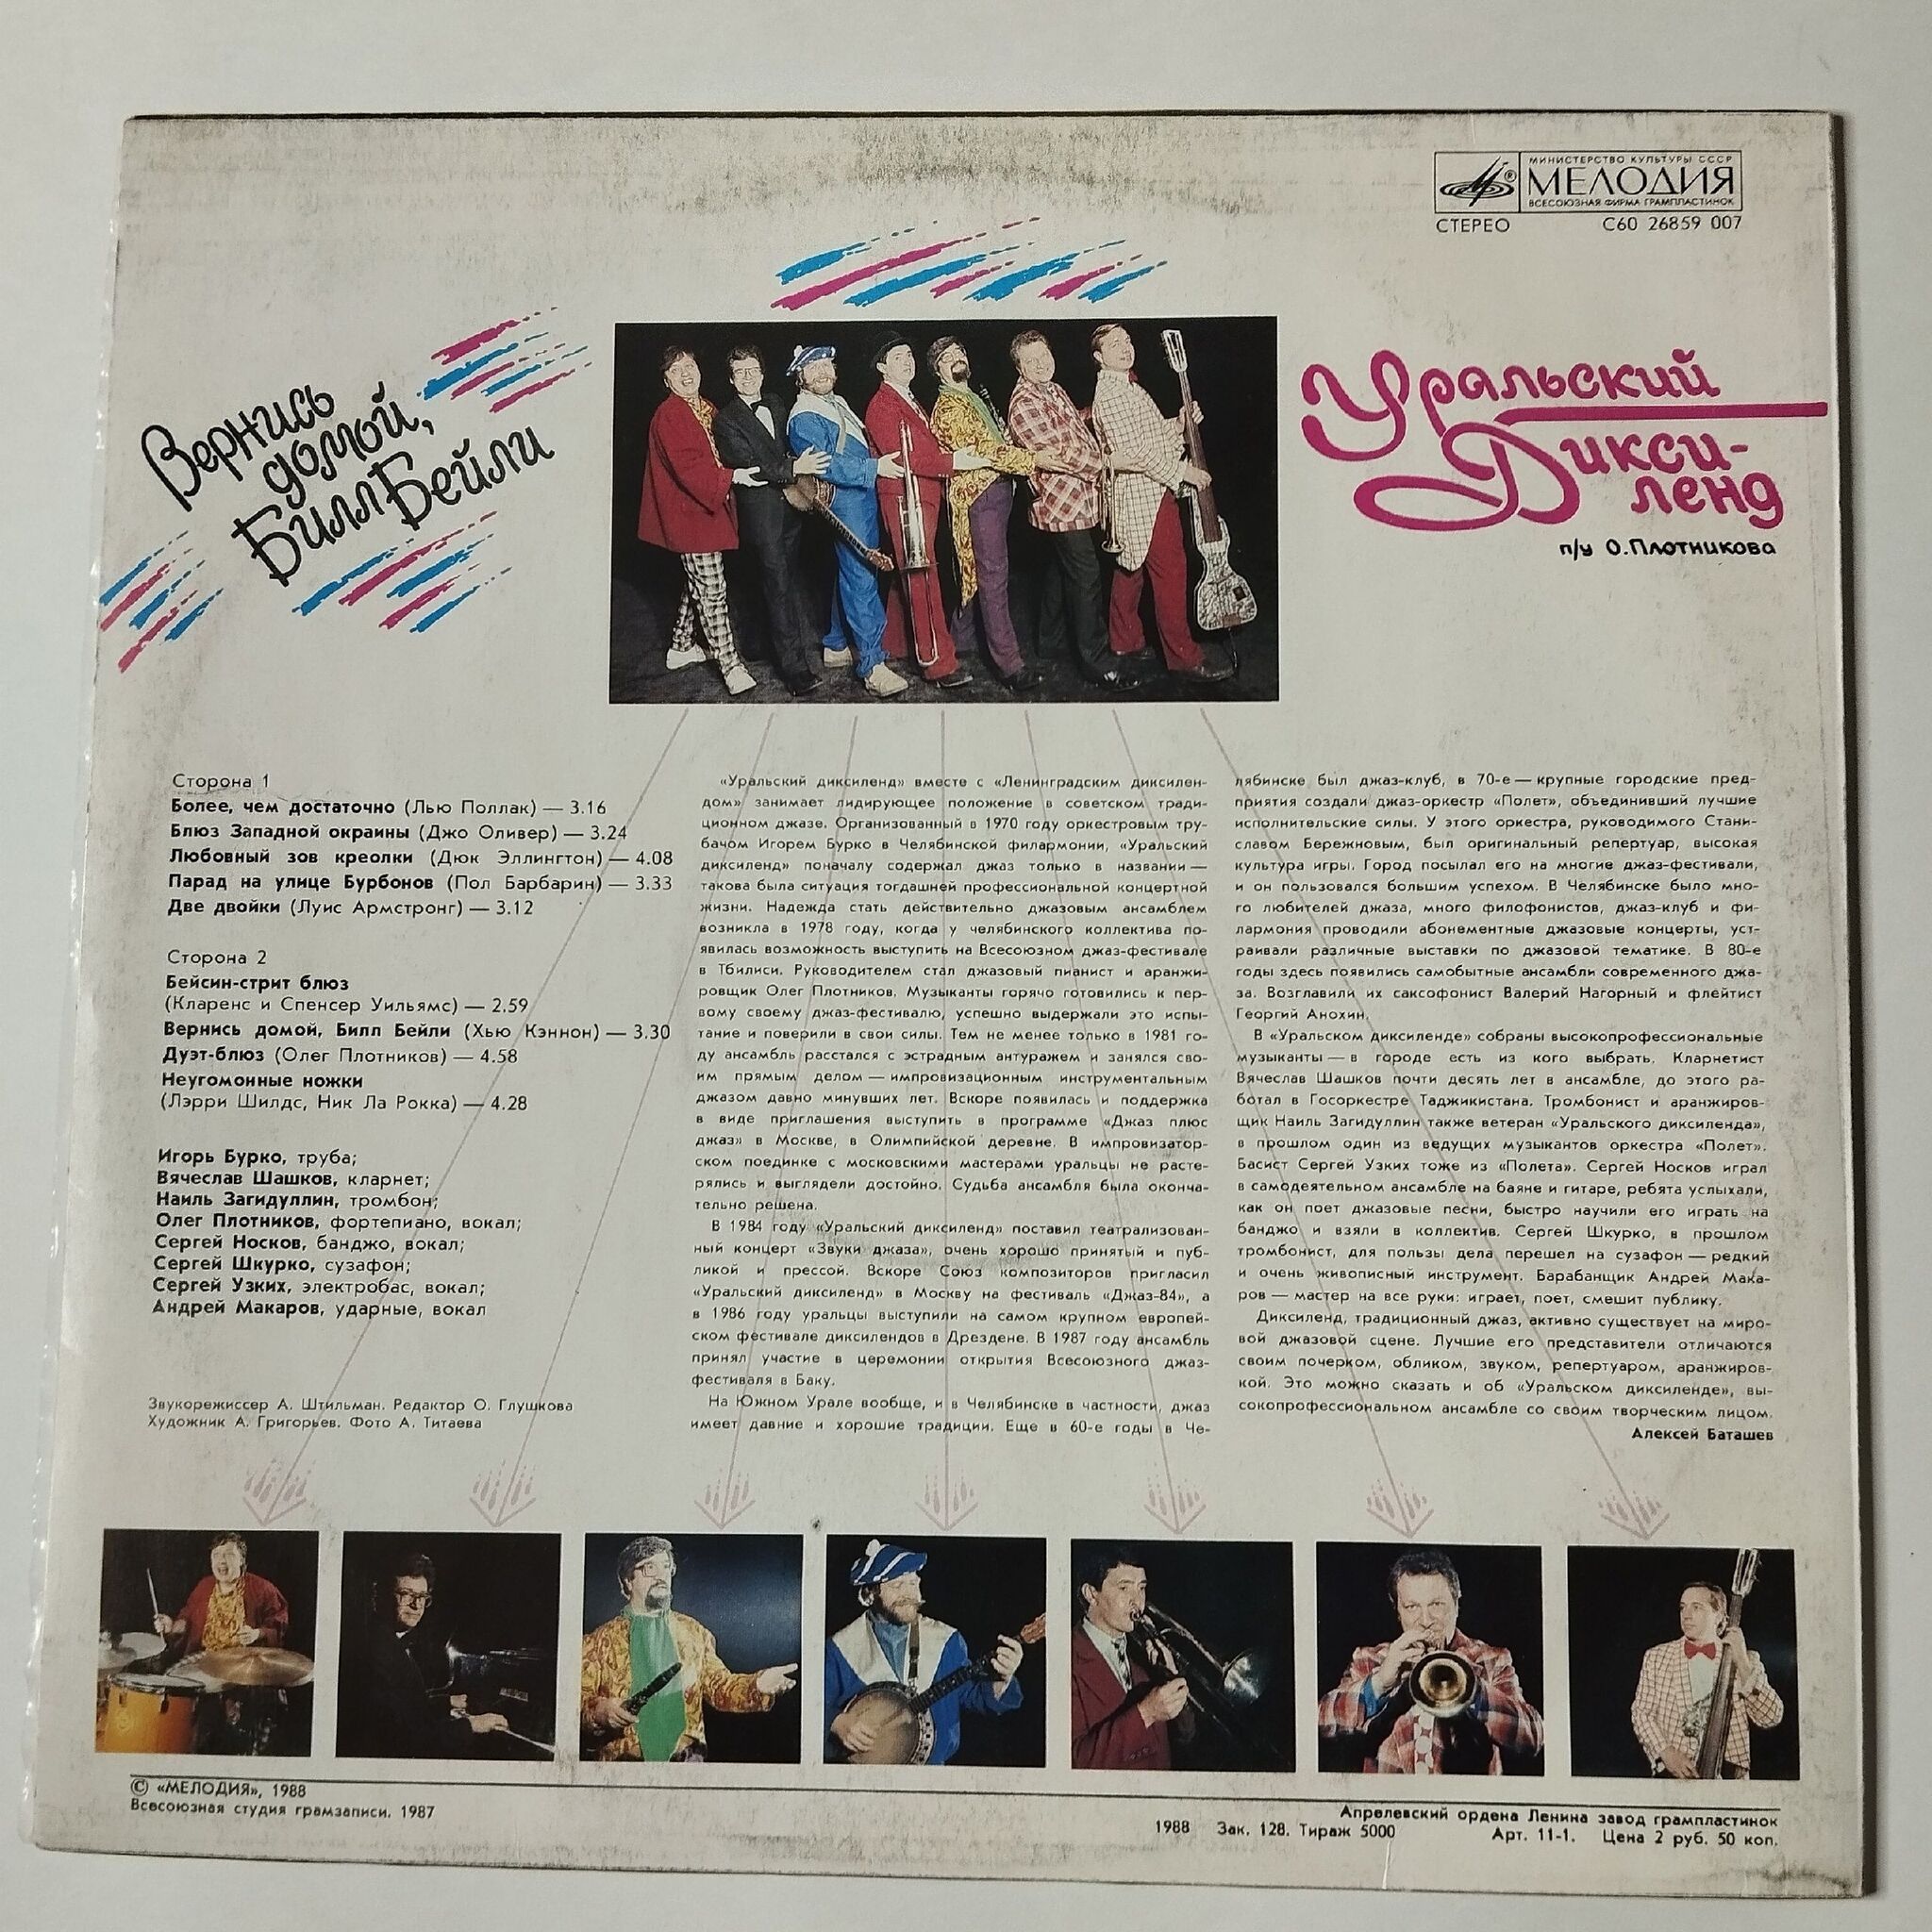 МИНИСТЕРСТВО КУЛЬТУРЫ СССР
МЕЛОДИЯ
ВСЕСОЮЗНАЯ ФИРМА ГРАМПЛАСТИНОК
СТЕРЕО С60 26859 007
Вернись
домой,
Билл Бейли
Уральский
Дикси-
ленд
п/у О.Плотникова
Сторона 1
Более, чем достаточно (Лью Поллак) — 3.16
Блюз Западной окраины (Джо Оливер) — 3.24
Любовный зов креолки (Дюк Эллингтон) — 4.08
Парад на улице Бурбонов (Пол Барбарин) — 3.33
Две двойки (Луис Армстронг) — 3.12
Сторона 2
Бейсин-стрит блюз
(Кларенс и Спенсер Уильямс) — 2.59
Вернись домой, Билл Бейли (Хью Кэннон) — 3.30
Дуэт-блюз (Олег Плотников) — 4.58
Неугомонные ножки
(Лэрри Шилдс, Ник Ла Рокка) — 4.28
Игорь Бурко, труба;
Вячеслав Шашков, кларнет;
Наиль Загидуллин, тромбон;
Олег Плотников, фортепиано, вокал;
Сергей Носков, банджо, вокал;
Сергей Шкурко, сузафон;
Сергей Узких, электробас, вокал;
Андрей Макаров, ударные, вокал
Звукорежиссер А. Штильман. Редактор О. Глушкова
Художник А. Григорьев. Фото А. Титаева
«Уральский диксиленд» вместе с «Ленинградским диксилен-
дом» занимает лидирующее положение в советском тради-
ционном джазе. Организованный в 1970 году оркестровым тру-
бачом Игорем Бурко в Челябинской филармонии, «Уральский
диксиленд» поначалу содержал джаз только в названии —
такова была ситуация тогдашней профессиональной концертной
жизни. Надежда стать действительно джазовым ансамблем
возникла в 1978 году, когда у челябинского коллектива по-
явилась возможность выступить на Всесоюзном джаз-фестивале
в Тбилиси. Руководителем стал джазовый пианист и аранжи-
ровщик Олег Плотников. Музыканты горячо готовились к пер-
вому своему джаз-фестивалю, успешно выдержали это испы-
тание и поверили в свои силы. Тем не менее только в 1981 го-
ду ансамбль расстался с эстрадным антуражем и занялся сво-
им прямым делом — импровизационным инструментальным
джазом давно минувших лет. Вскоре появилась и поддержка
в виде приглашения выступить в программе «Джаз плюс
джаз» в Москве, в Олимпийской деревне. В импровизатор-
ском поединке с московскими мастерами уральцы не расте-
рялись и выглядели достойно. Судьба ансамбля была оконча-
тельно решена.
В 1984 году «Уральский диксиленд» поставил театрализован-
ный концерт «Звуки джаза», очень хорошо принятый и пуб-
ликой и прессой. Вскоре Союз композиторов пригласил
«Уральский диксиленд» в Москву на фестиваль «Джаз-84», а
в 1986 году уральцы выступили на самом крупном европей-
ском фестивале диксилендов в Дрездене. В 1987 году ансамбль
принял участие в церемонии открытия Всесоюзного джаз-
фестиваля в Баку.
На Южном Урале вообще, и в Челябинске в частности, джаз
имеет давние и хорошие традиции. Еще в 60-е годы в Че-
лябинске был джаз-клуб, в 70-е — крупные городские пред-
приятия создали джаз-оркестр «Полет», объединивший лучшие
исполнительские силы. У этого оркестра, руководимого Стани-
славом Бережновым, был оригинальный репертуар, высокая
культура игры. Город посылал его на многие джаз-фестивали,
и он пользовался большим успехом. В Челябинске было мно-
го любителей джаза, много филофонистов, джаз-клуб и фи-
лармония проводили абонементные джазовые концерты, уст-
раивали различные выставки по джазовой тематике. В 80-е
годы здесь появились самобытные ансамбли современного джа-
за. Возглавили их саксофонист Валерий Нагорный и флейтист
Георгий Анохин.
В «Уральском диксиленде» собраны высокопрофессиональные
музыканты — в городе есть из кого выбрать. Кларнетист
Вячеслав Шашков почти десять лет в ансамбле, до этого ра-
ботал в Госоркестре Таджикистана. Тромбонист и аранжиров-
щик Наиль Загидуллин также ветеран «Уральского диксиленда»,
в прошлом один из ведущих музыкантов оркестра «Полет».
Басист Сергей Узких тоже из «Полета». Сергей Носков играл
в самодеятельном ансамбле на баяне и гитаре, ребята услыхали,
как он поет джазовые песни, быстро научили его играть на
банджо и взяли в коллектив. Сергей Шкурко, в прошлом
тромбонист, для пользы дела перешел на сузафон — редкий
и очень живописный инструмент. Барабанщик Андрей Мака-
ров — мастер на все руки: играет, поет, смешит публику.
Диксиленд, традиционный джаз, активно существует на миро-
вой джазовой сцене. Лучшие его представители отличаются
своим почерком, обликом, звуком, репертуаром, аранжиров-
кой. Это можно сказать и об «Уральском диксиленде», вы-
сокопрофессиональном ансамбле со своим творческим лицом.
Алексей Баташев
© «МЕЛОДИЯ», 1988
Всесоюзная студия грамзаписи. 1987
Апрелевский ордена Ленина завод грампластинок
1988 Зак. 128. Тираж 5000 Арт. 11-1. Цена 2 руб. 50 коп.